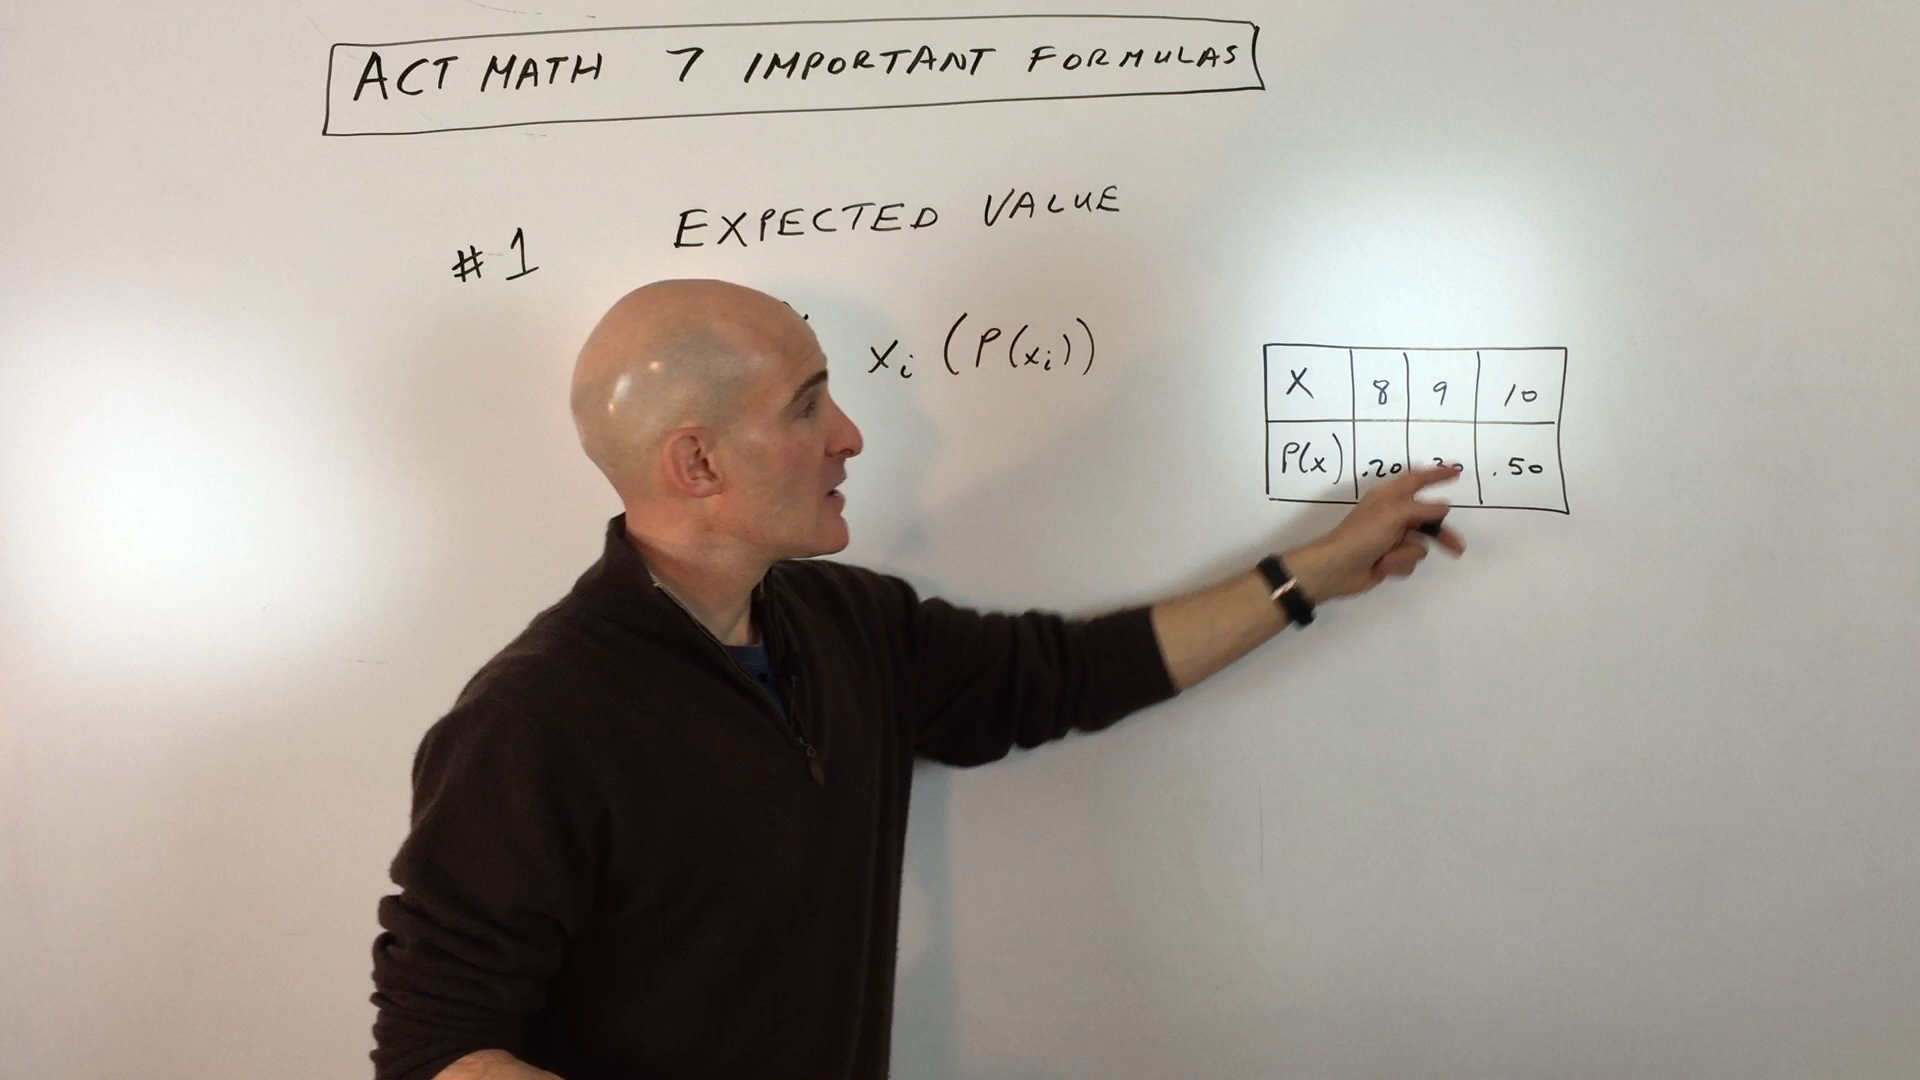 ACT MATH 7 IMPORTANT FORMULAS
#1 EXPECTED VALUE
xi (P(xi))
X 8 9 10
P(x) .20 .50